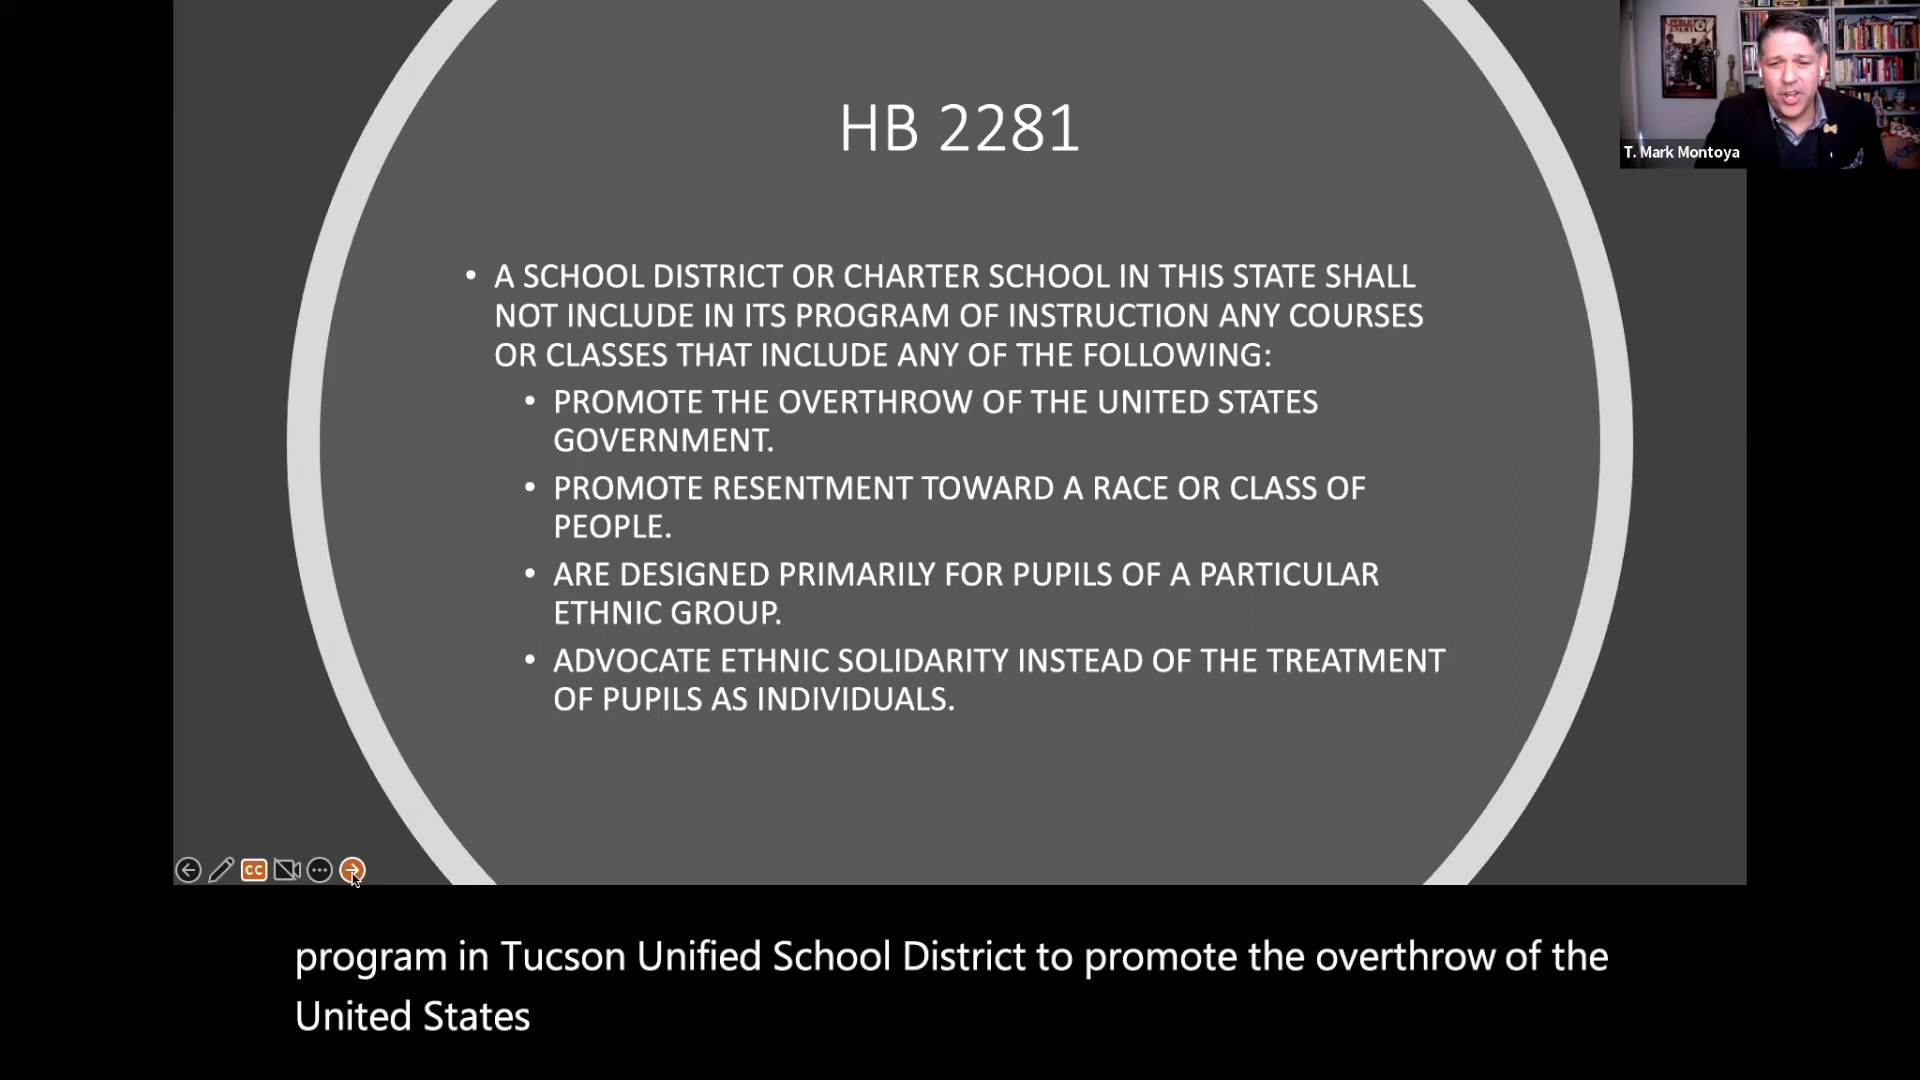 HB 2281
PUBLIC
ENEMY
T. Mark Montoya
• A SCHOOL DISTRICT OR CHARTER SCHOOL IN THIS STATE SHALL
NOT INCLUDE IN ITS PROGRAM OF INSTRUCTION ANY COURSES
OR CLASSES THAT INCLUDE ANY OF THE FOLLOWING:
• PROMOTE THE OVERTHROW OF THE UNITED STATES
GOVERNMENT.
• PROMOTE RESENTMENT TOWARD A RACE OR CLASS OF
PEOPLE.
• ARE DESIGNED PRIMARILY FOR PUPILS OF A PARTICULAR
ETHNIC GROUP.
• ADVOCATE ETHNIC SOLIDARITY INSTEAD OF THE TREATMENT
OF PUPILS AS INDIVIDUALS.
CC
program in Tucson Unified School District to promote the overthrow of the
United States